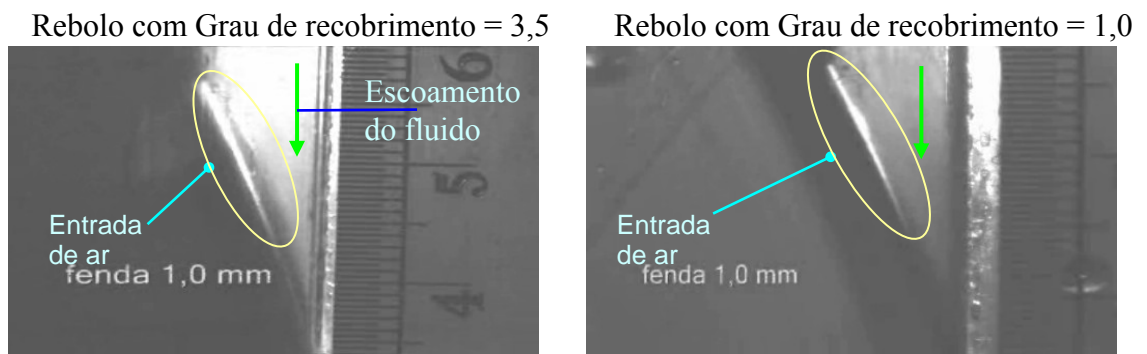 Rebolo com Grau de recobrimento = 3,5
Escoamento
do fluido
6
5
4
Entrada
de ar
fenda 1,0 mm
Rebolo com Grau de recobrimento = 1,0
Entrada
de ar
fenda 1,0 mm